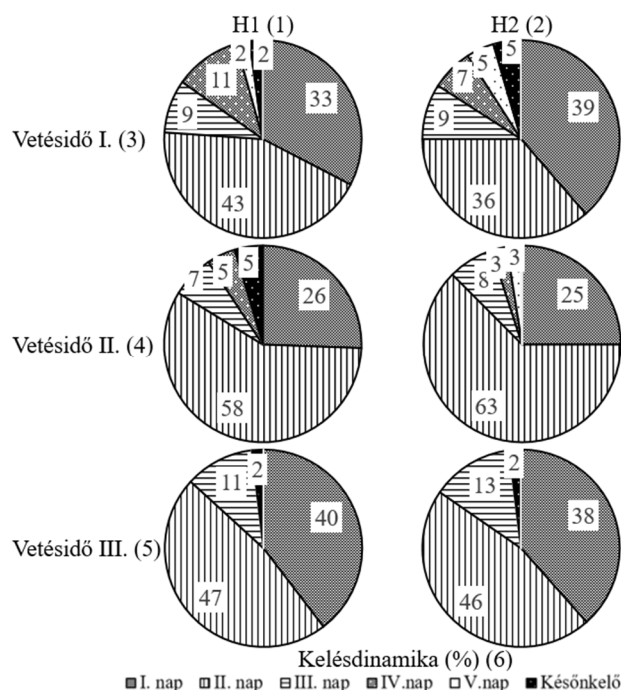 H1 (1) H2 (2)
Vetésidő I. (3)
33 43 9 11 2 2
39 36 9 7 5 5
Vetésidő II. (4)
26 58 7 5 5
25 63 8 3 3
Vetésidő III. (5)
40 47 11 2
38 46 13 2
Kelésdinamika (%) (6)
I. nap II. nap III. nap IV. nap V.nap Későnkelő